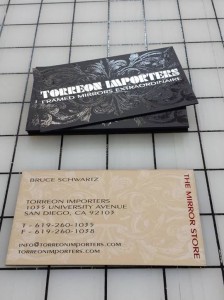 TORREON IMPORTERS
FRAMED MIRRORS EXTRAORDINAIRE
BRUCE SCHWARTZ
TORREON IMPORTERS
1035 UNIVERSITY AVENUE
SAN DIEGO, CA 92103
T - 619-260-1035
F - 619-260-1038
INFO@TORREONIMPORTERS.COM
TORREONIMPORTERS.COM
THE MIRROR STORE